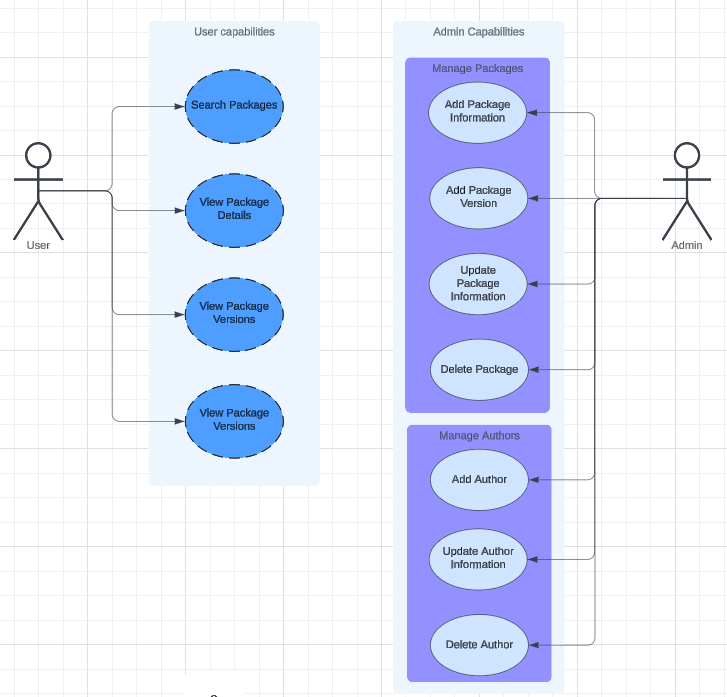 User capabilities
Search Packages
View Package
Details
View Package
Versions
View Package
Versions
User
Admin Capabilities
Manage Packages
Add Package
Information
Add Package
Version
Update
Package
Information
Delete Package
Manage Authors
Add Author
Update Author
Information
Delete Author
Admin